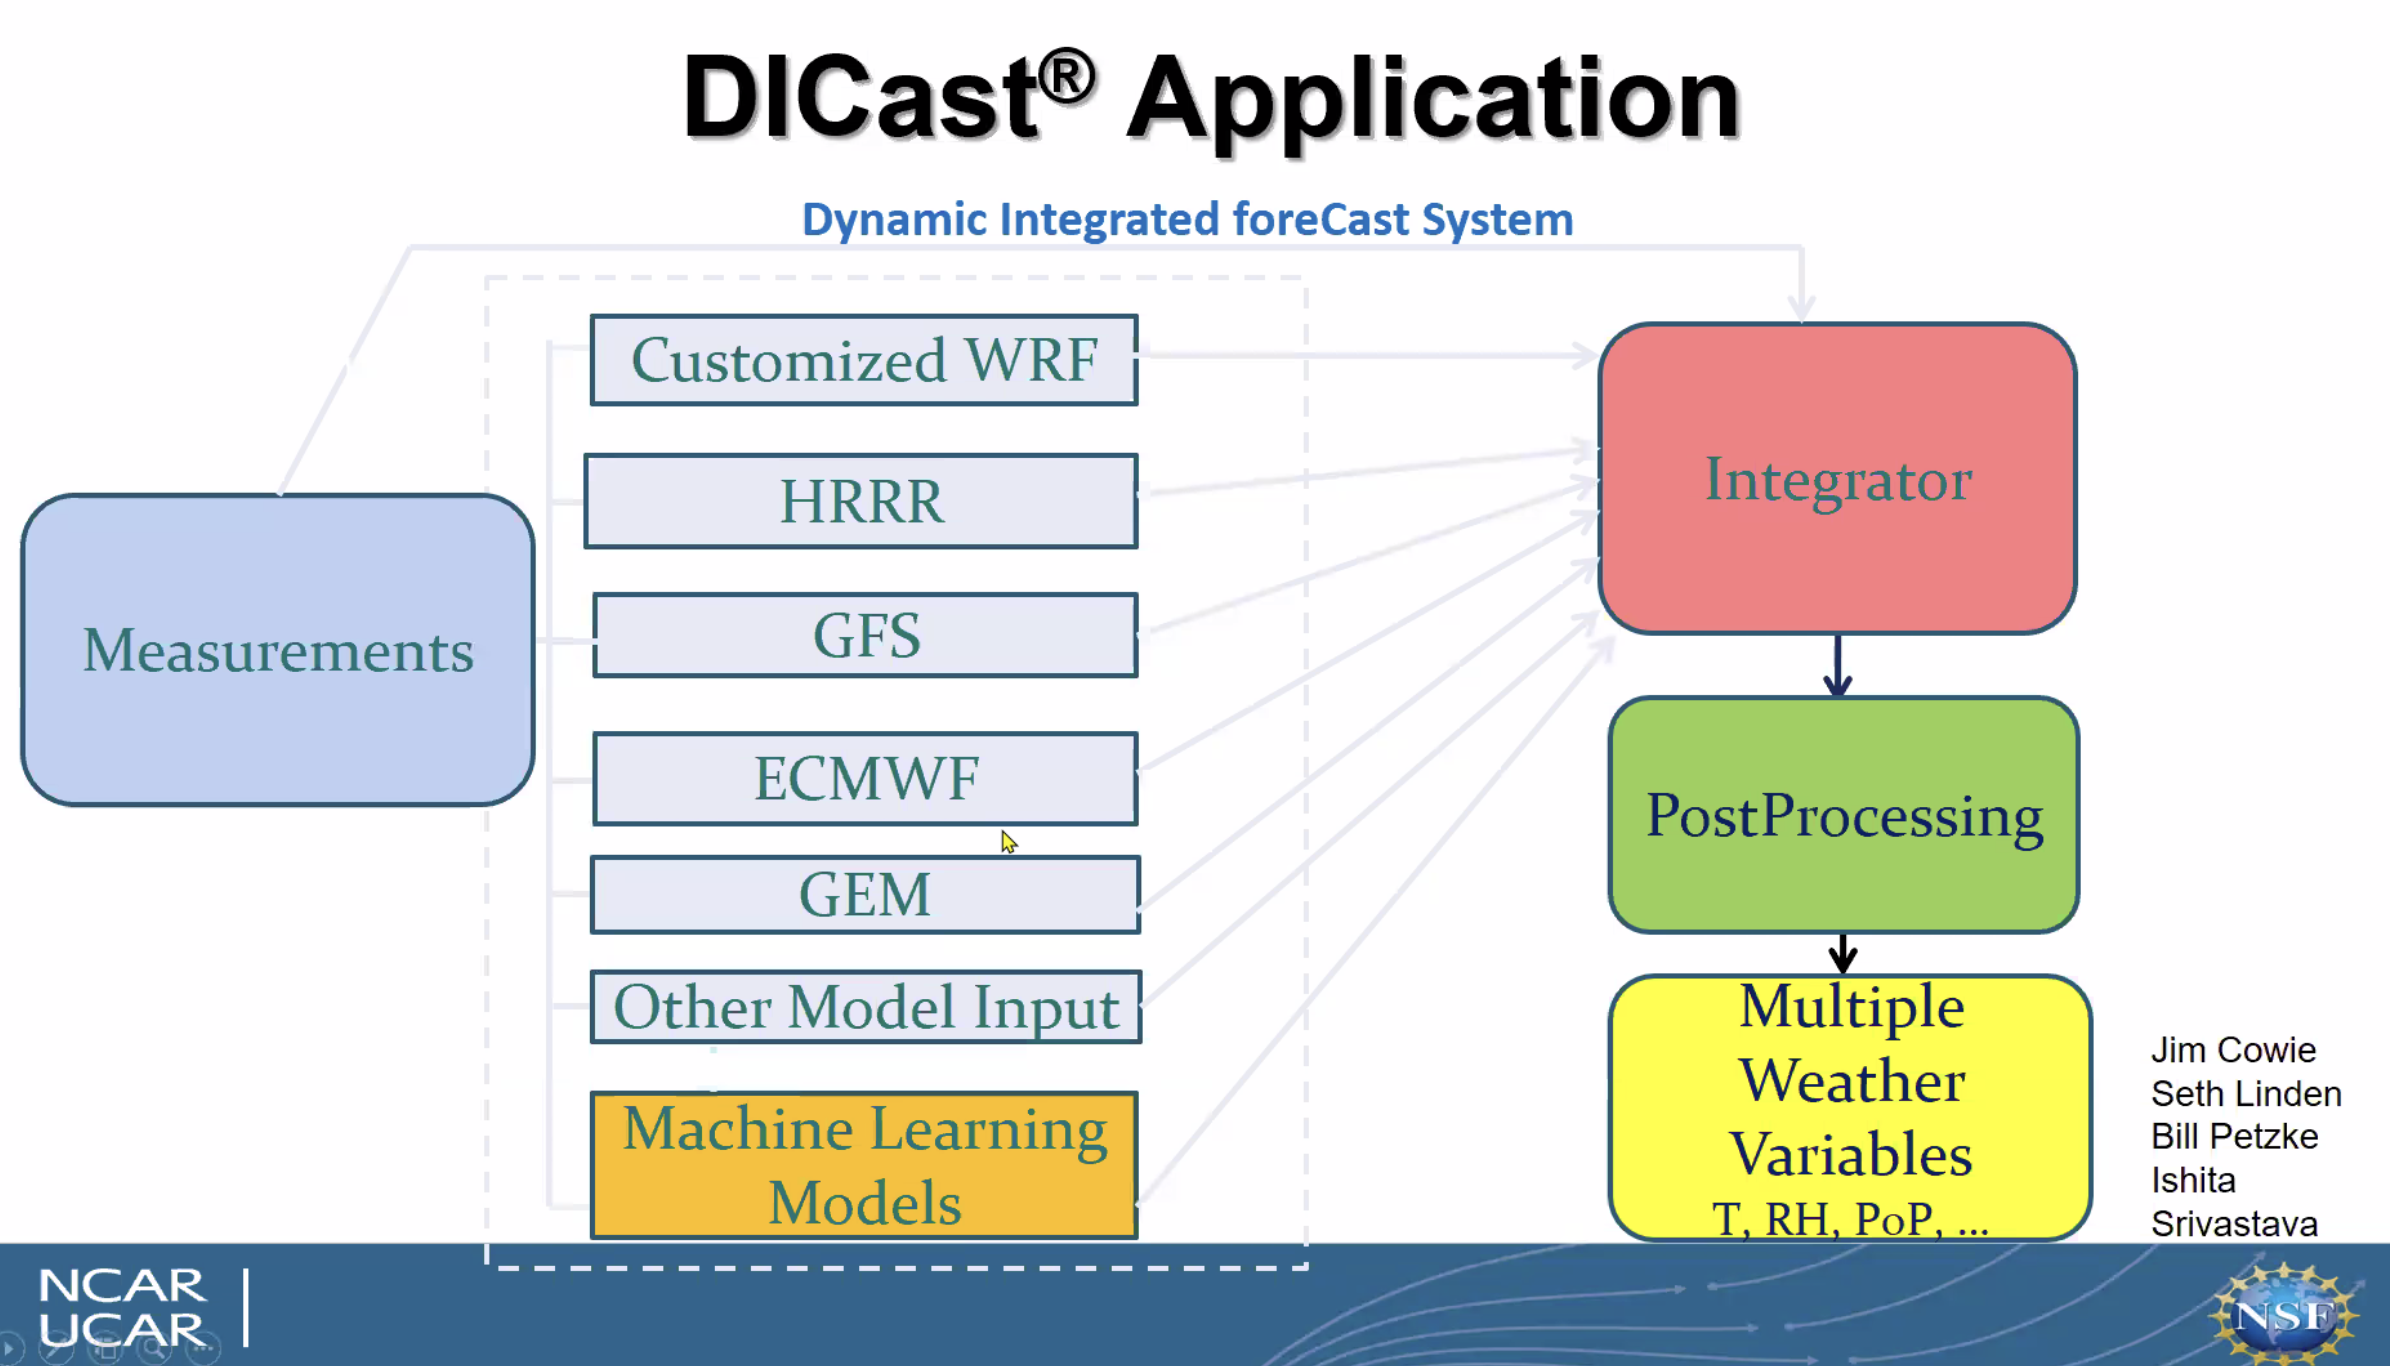 DICast® Application
Dynamic Integrated foreCast System
Measurements
Customized WRF
HRRR
GFS
ECMWF
GEM
Other Model Input
Machine Learning
Models
Integrator
PostProcessing
Multiple
Weather
Variables
T, RH, PoP, ...
Jim Cowie
Seth Linden
Bill Petzke
Ishita
Srivastava
NCAR
UCAR
NSF